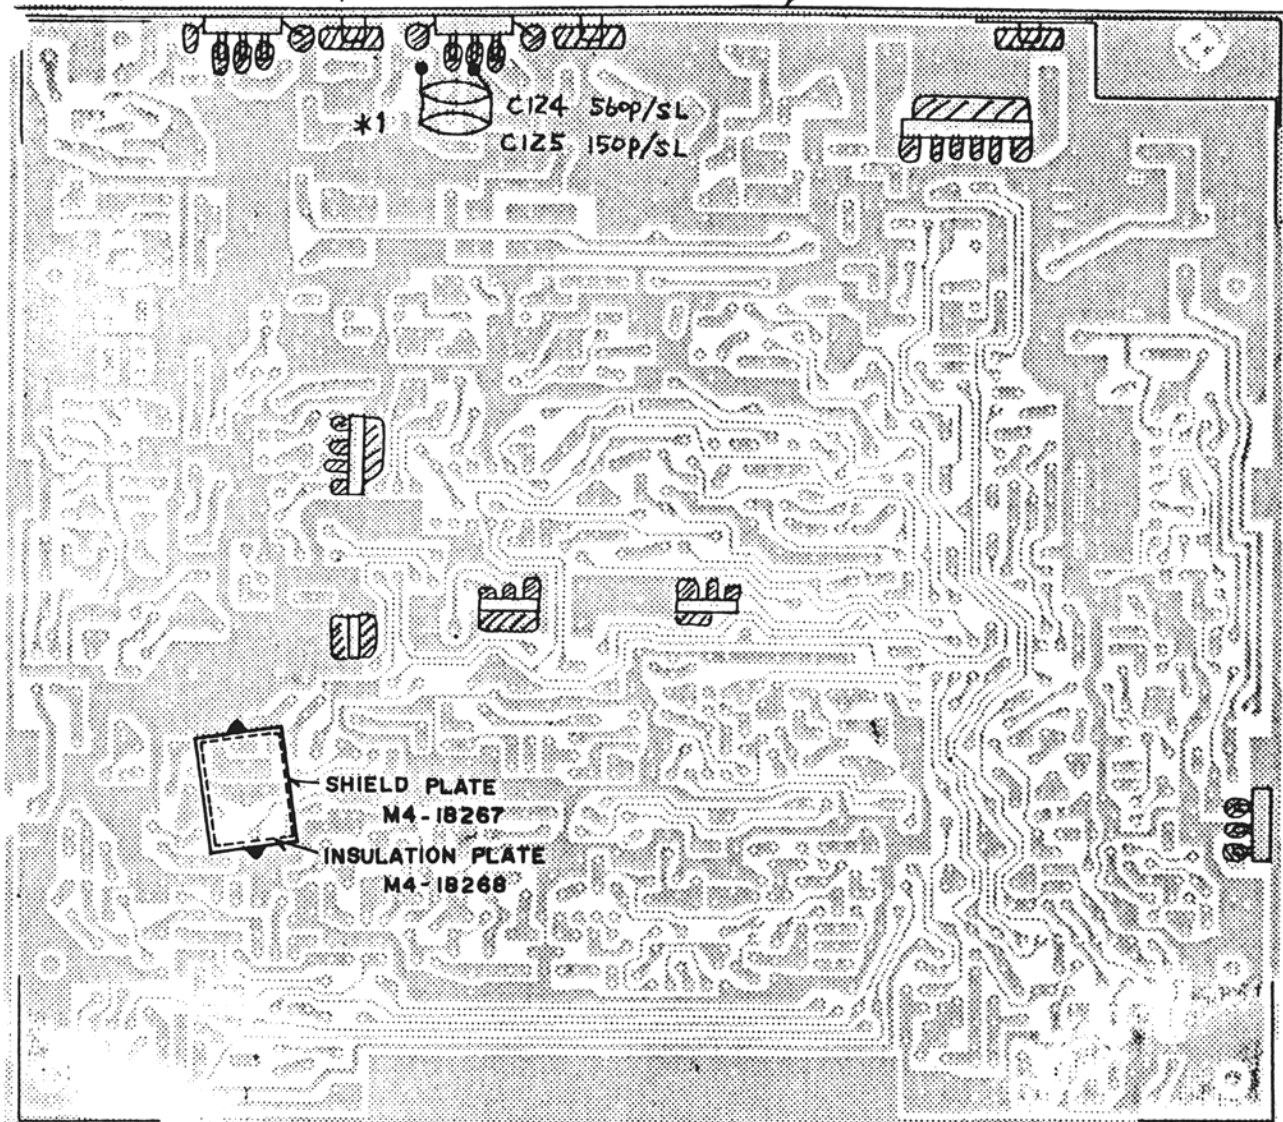 *1
C124 560p/SL
C125 150p/SL
SHIELD PLATE
M4-18267
INSULATION PLATE
M4-18268